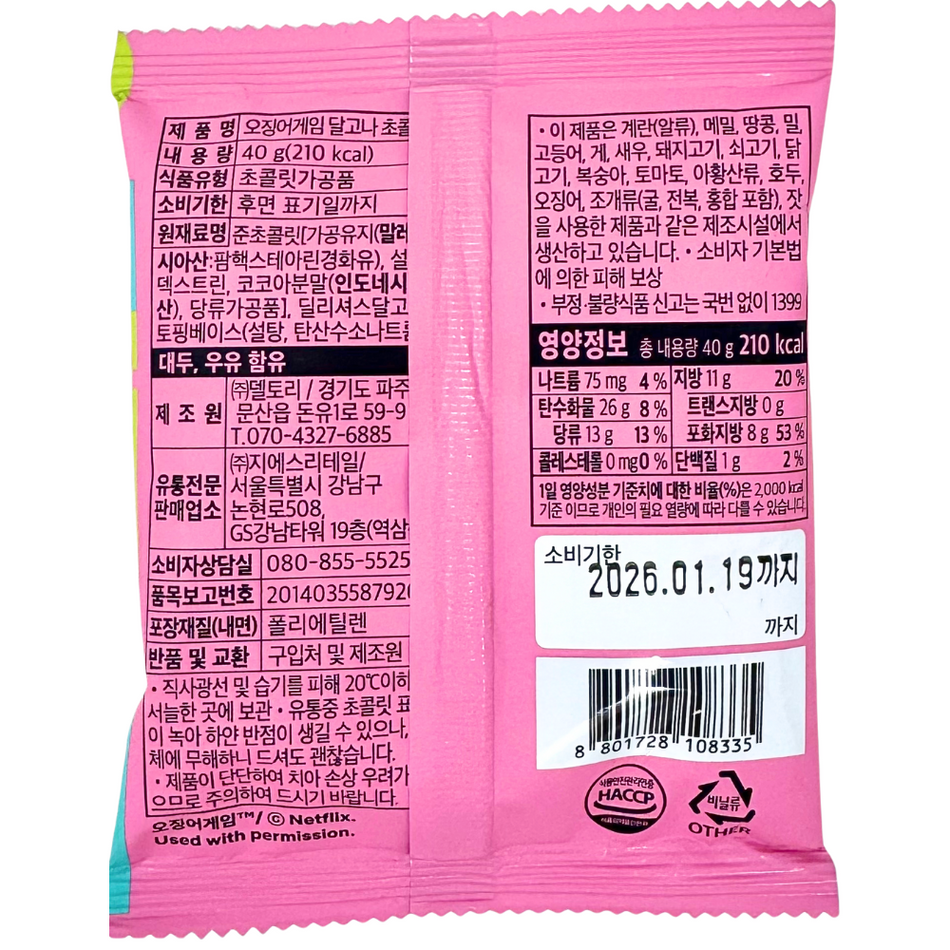 제 품 명 오징어게임 달고나 초콜
내 용 량 40 g(210 kcal)
식품유형 초콜릿가공품
소비기한 후면 표기일까지
원재료명 준초콜릿[가공유지(말레
시아산:팜핵스테아린경화유), 설
덱스트린, 코코아분말(인도네시
산), 당류가공품], 딜리셔스달고
토핑베이스(설탕, 탄산수소나트륨
대두, 우유 함유
제 조 원 ㈜델토리 / 경기도 파주
문산읍 돈유1로 59-9
T.070-4327-6885
유통전문
판매업소
㈜지에스리테일/
서울특별시 강남구
논현로508,
GS강남타워 19층(역삼
소비자상담실 080-855-5525
품목보고번호 2014035587920
포장재질(내면) 폴리에틸렌
반품 및 교환 구입처 및 제조원
• 직사광선 및 습기를 피해 20℃이하
서늘한 곳에 보관 • 유통중 초콜릿 표
이 녹아 하얀 반점이 생길 수 있으나,
체에 무해하니 드셔도 괜찮습니다.
• 제품이 단단하여 치아 손상 우려가
으므로 주의하여 드시기 바랍니다.
오징어게임™/ © Netflix.
Used with permission.
• 이 제품은 계란(알류), 메밀, 땅콩, 밀,
고등어, 게, 새우, 돼지고기, 쇠고기, 닭
고기, 복숭아, 토마토, 아황산류, 호두,
오징어, 조개류(굴, 전복, 홍합 포함), 잣
을 사용한 제품과 같은 제조시설에서
생산하고 있습니다. • 소비자 기본법
에 의한 피해 보상
• 부정·불량식품 신고는 국번 없이 1399
영양정보 총 내용량 40 g 210 kcal
나트륨 75 mg 4 % 지방 11 g 20 %
탄수화물 26 g 8 % 트랜스지방 0 g
당류 13 g 13 % 포화지방 8 g 53 %
콜레스테롤 0 mg 0 % 단백질 1 g 2 %
1일 영양성분 기준치에 대한 비율(%)은 2,000 kcal
기준 이므로 개인의 필요 열량에 따라 다를 수 있습니다.
소비기한
2026.01.19까지
까지
8 801728 108335
식품안전관리인증
HACCP
식품의약품안전처
비닐류
OTHER